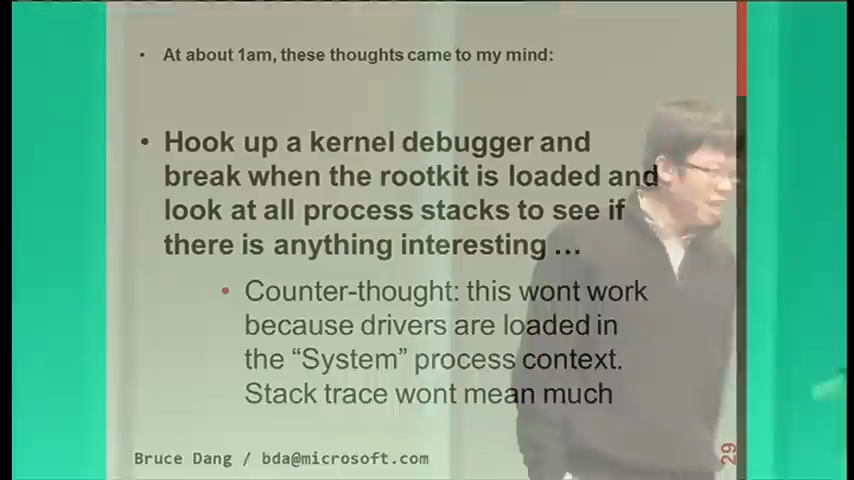 • At about 1am, these thoughts came to my mind:
• Hook up a kernel debugger and
break when the rootkit is loaded and
look at all process stacks to see if
there is anything interesting …
• Counter-thought: this wont work
because drivers are loaded in
the “System” process context.
Stack trace wont mean much
Bruce Dang / bda@microsoft.com
29